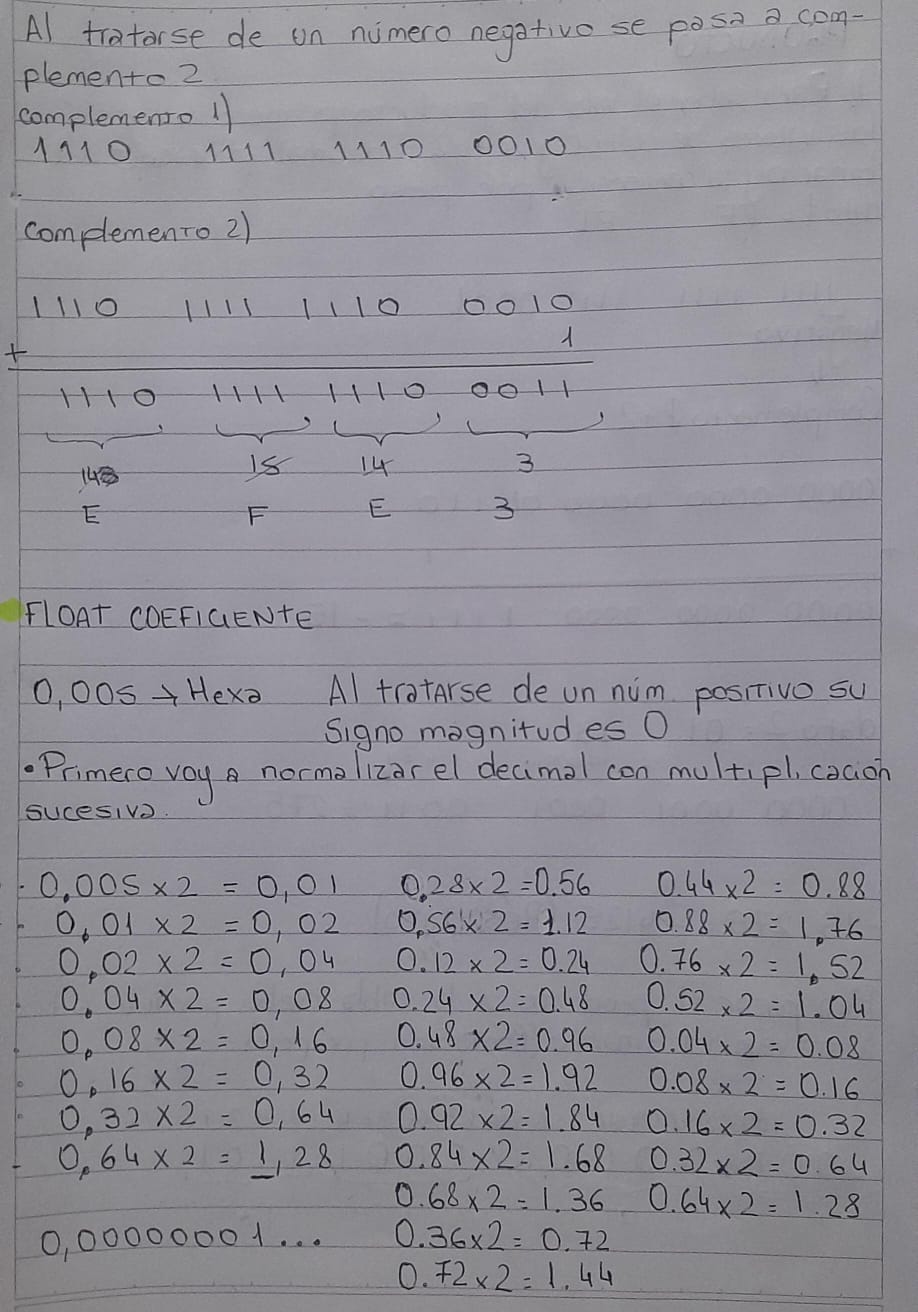 Al tratarse de un número negativo se pasa a com-
plemento 2
complemento 1)
1110 1111 1110 0010
complemento 2)
1110 1111 1110 0010
+ 1
1110 1111 1110 0011
14 15 14 3
E F E 3
FLOAT COEFICIENTE
0,005 → Hexa Al tratarse de un núm positivo su
signo magnitud es 0
• Primero voy a normalizar el decimal con multiplicación
sucesiva.
0,005 x 2 = 0,01 0,28 x 2 = 0.56 0.44 x 2 = 0.88
0,01 x 2 = 0,02 0,56 x 2 = 1.12 0.88 x 2 = 1,76
0,02 x 2 = 0,04 0.12 x 2 = 0.24 0.76 x 2 = 1,52
0,04 x 2 = 0,08 0.24 x 2 = 0.48 0.52 x 2 = 1.04
0,08 x 2 = 0,16 0.48 x 2 = 0.96 0.04 x 2 = 0.08
0,16 x 2 = 0,32 0.96 x 2 = 1.92 0.08 x 2 = 0.16
0,32 x 2 = 0,64 0.92 x 2 = 1.84 0.16 x 2 = 0.32
0,64 x 2 = 1,28 0.84 x 2 = 1.68 0.32 x 2 = 0.64
0.68 x 2 = 1.36 0.64 x 2 = 1.28
0,00000001... 0.36 x 2 = 0.72
0.72 x 2 = 1.44